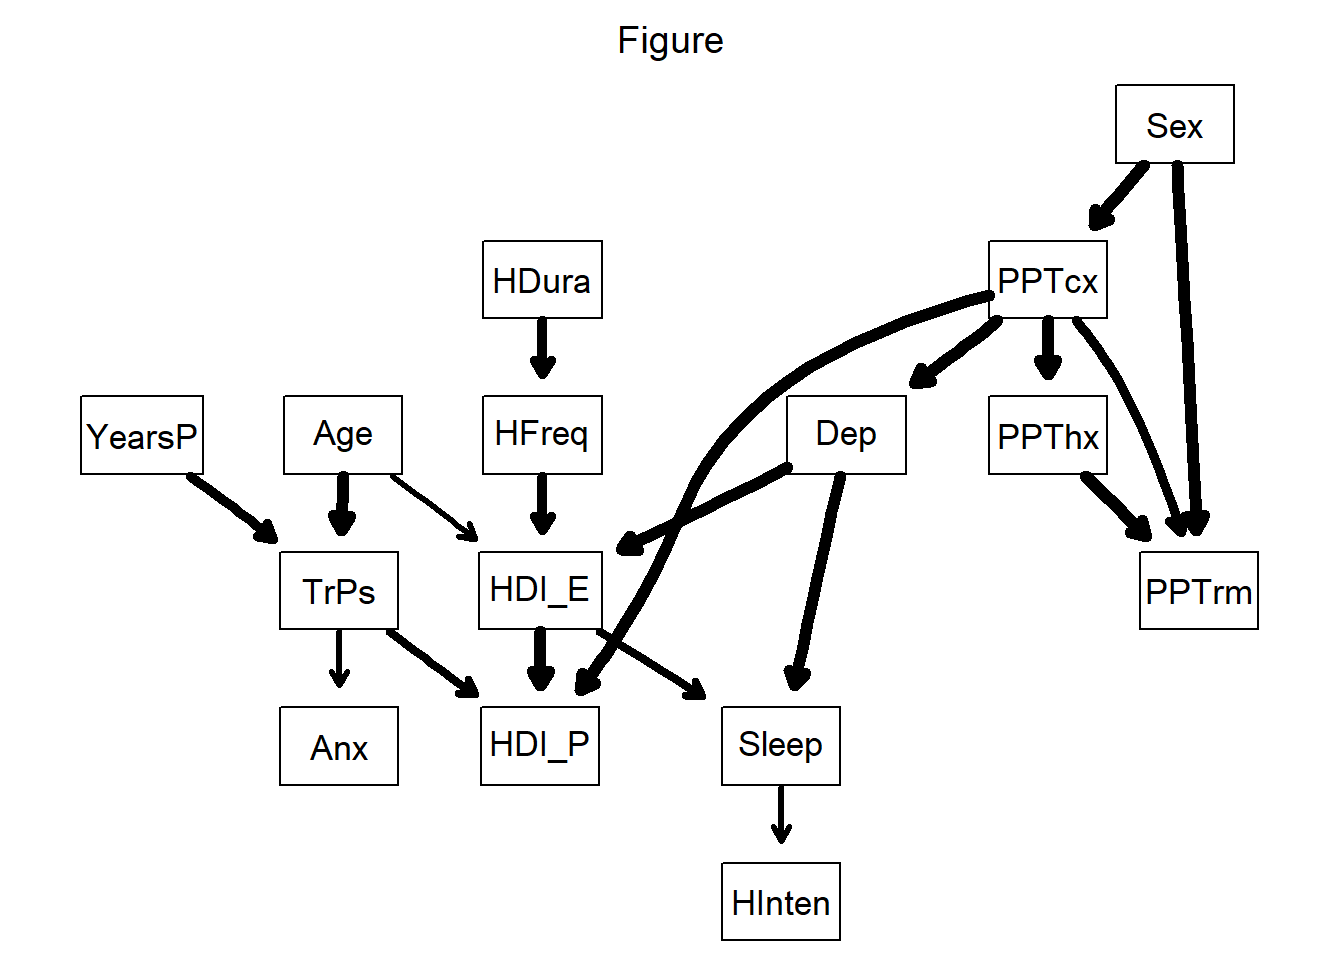 Figure
Sex
HDura
PPTcx
YearsP
Age
HFreq
Dep
PPThx
TrPs
HDI_E
PPTrm
Anx
HDI_P
Sleep
HInten